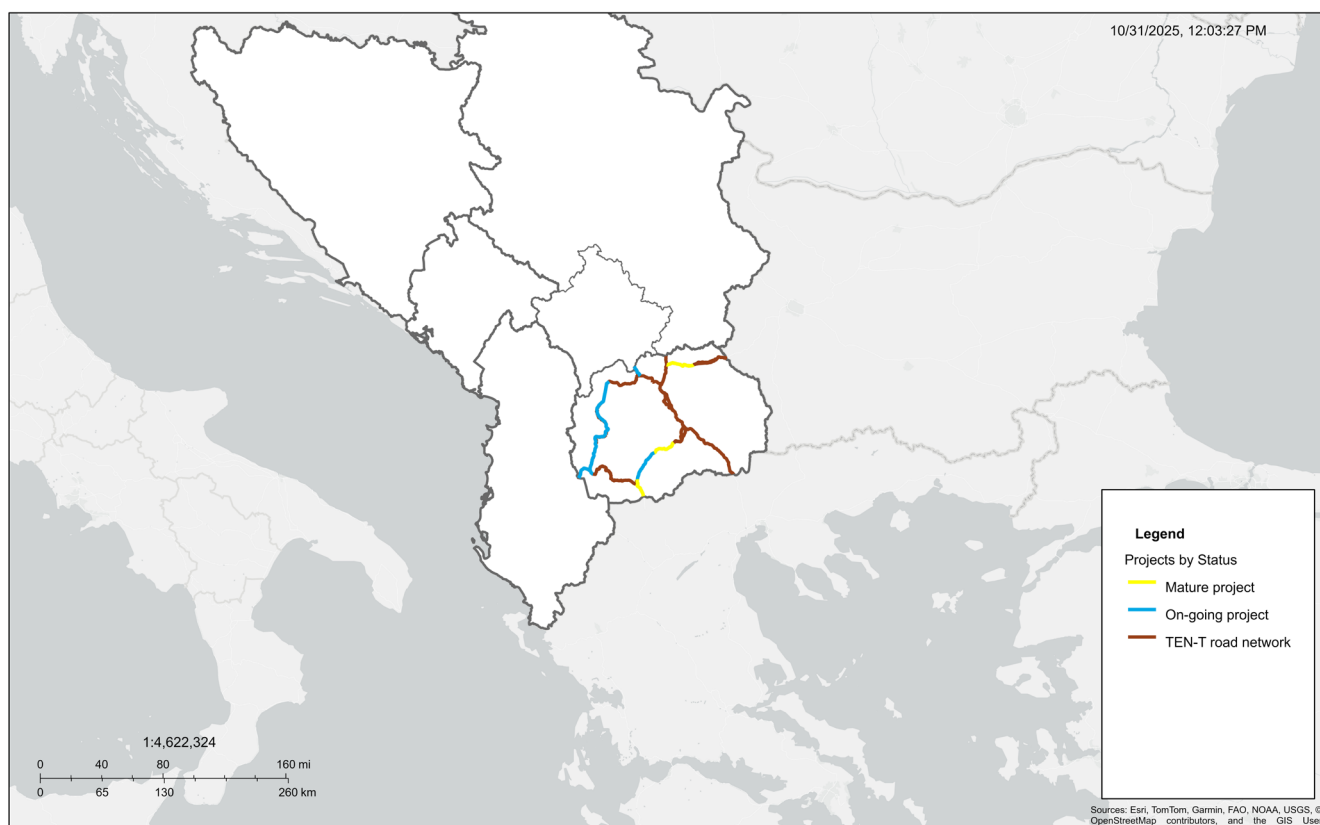 10/31/2025, 12:03:27 PM
Legend
Projects by Status
Mature project
On-going project
TEN-T road network
1:4,622,324
0 40 80 160 mi
0 65 130 260 km
Sources: Esri, TomTom, Garmin, FAO, NOAA, USGS, ©
OpenStreetMap contributors, and the GIS User